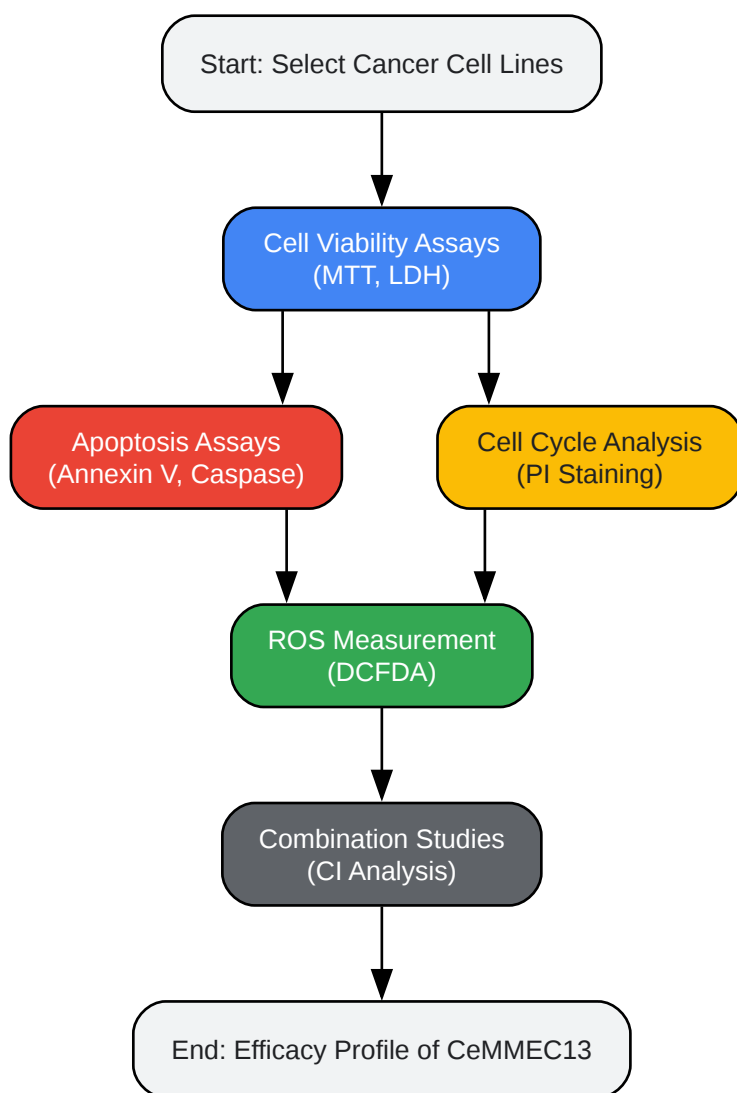 Start: Select Cancer Cell Lines
Cell Viability Assays
(MTT, LDH)
Apoptosis Assays
(Annexin V, Caspase)
Cell Cycle Analysis
(PI Staining)
ROS Measurement
(DCFDA)
Combination Studies
(CI Analysis)
End: Efficacy Profile of CeMMEC13